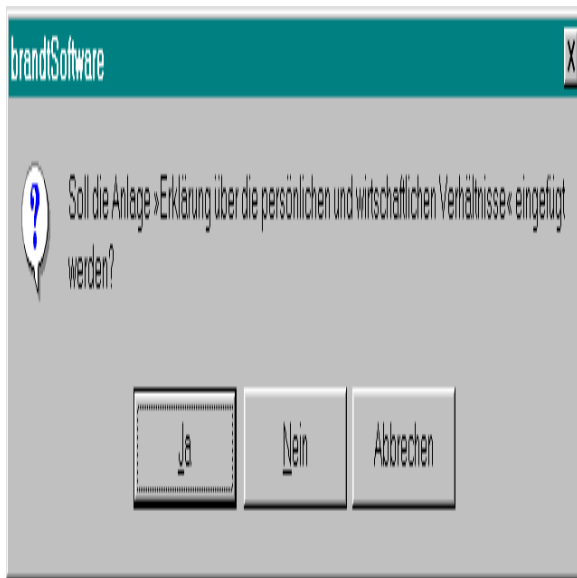 brandtSoftware
Soll die Anlage »Erklärung über die persönlichen und wirtschaftlichen Verhältnisse« eingefügt
werden?
Ja
Nein
Abbrechen